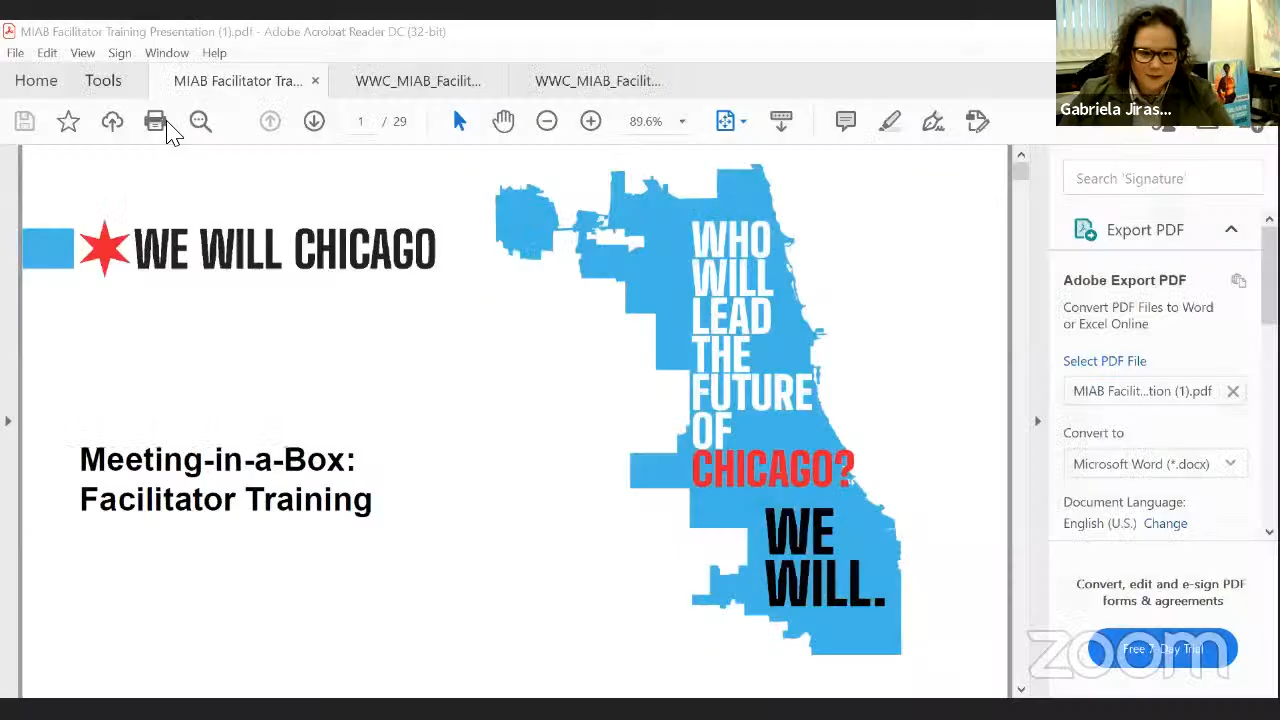 MIAB Facilitator Training Presentation (1).pdf - Adobe Acrobat Reader DC (32-bit)
File Edit View Sign Window Help
Home Tools MIAB Facilitator Tra... × WWC_MIAB_Facilit... WWC_MIAB_Facilit...
1 / 29 89.6%
Gabriela Jiras...
WE WILL CHICAGO
Meeting-in-a-Box:
Facilitator Training
WHO
WILL
LEAD
THE
FUTURE
OF
CHICAGO?
WE
WILL.
Search 'Signature'
Export PDF
Adobe Export PDF
Convert PDF Files to Word
or Excel Online
Select PDF File
MIAB Facilit...tion (1).pdf
Convert to
Microsoft Word (*.docx)
Document Language:
English (U.S.) Change
Convert, edit and e-sign PDF
forms & agreements
Free 7-Day Trial
zoom